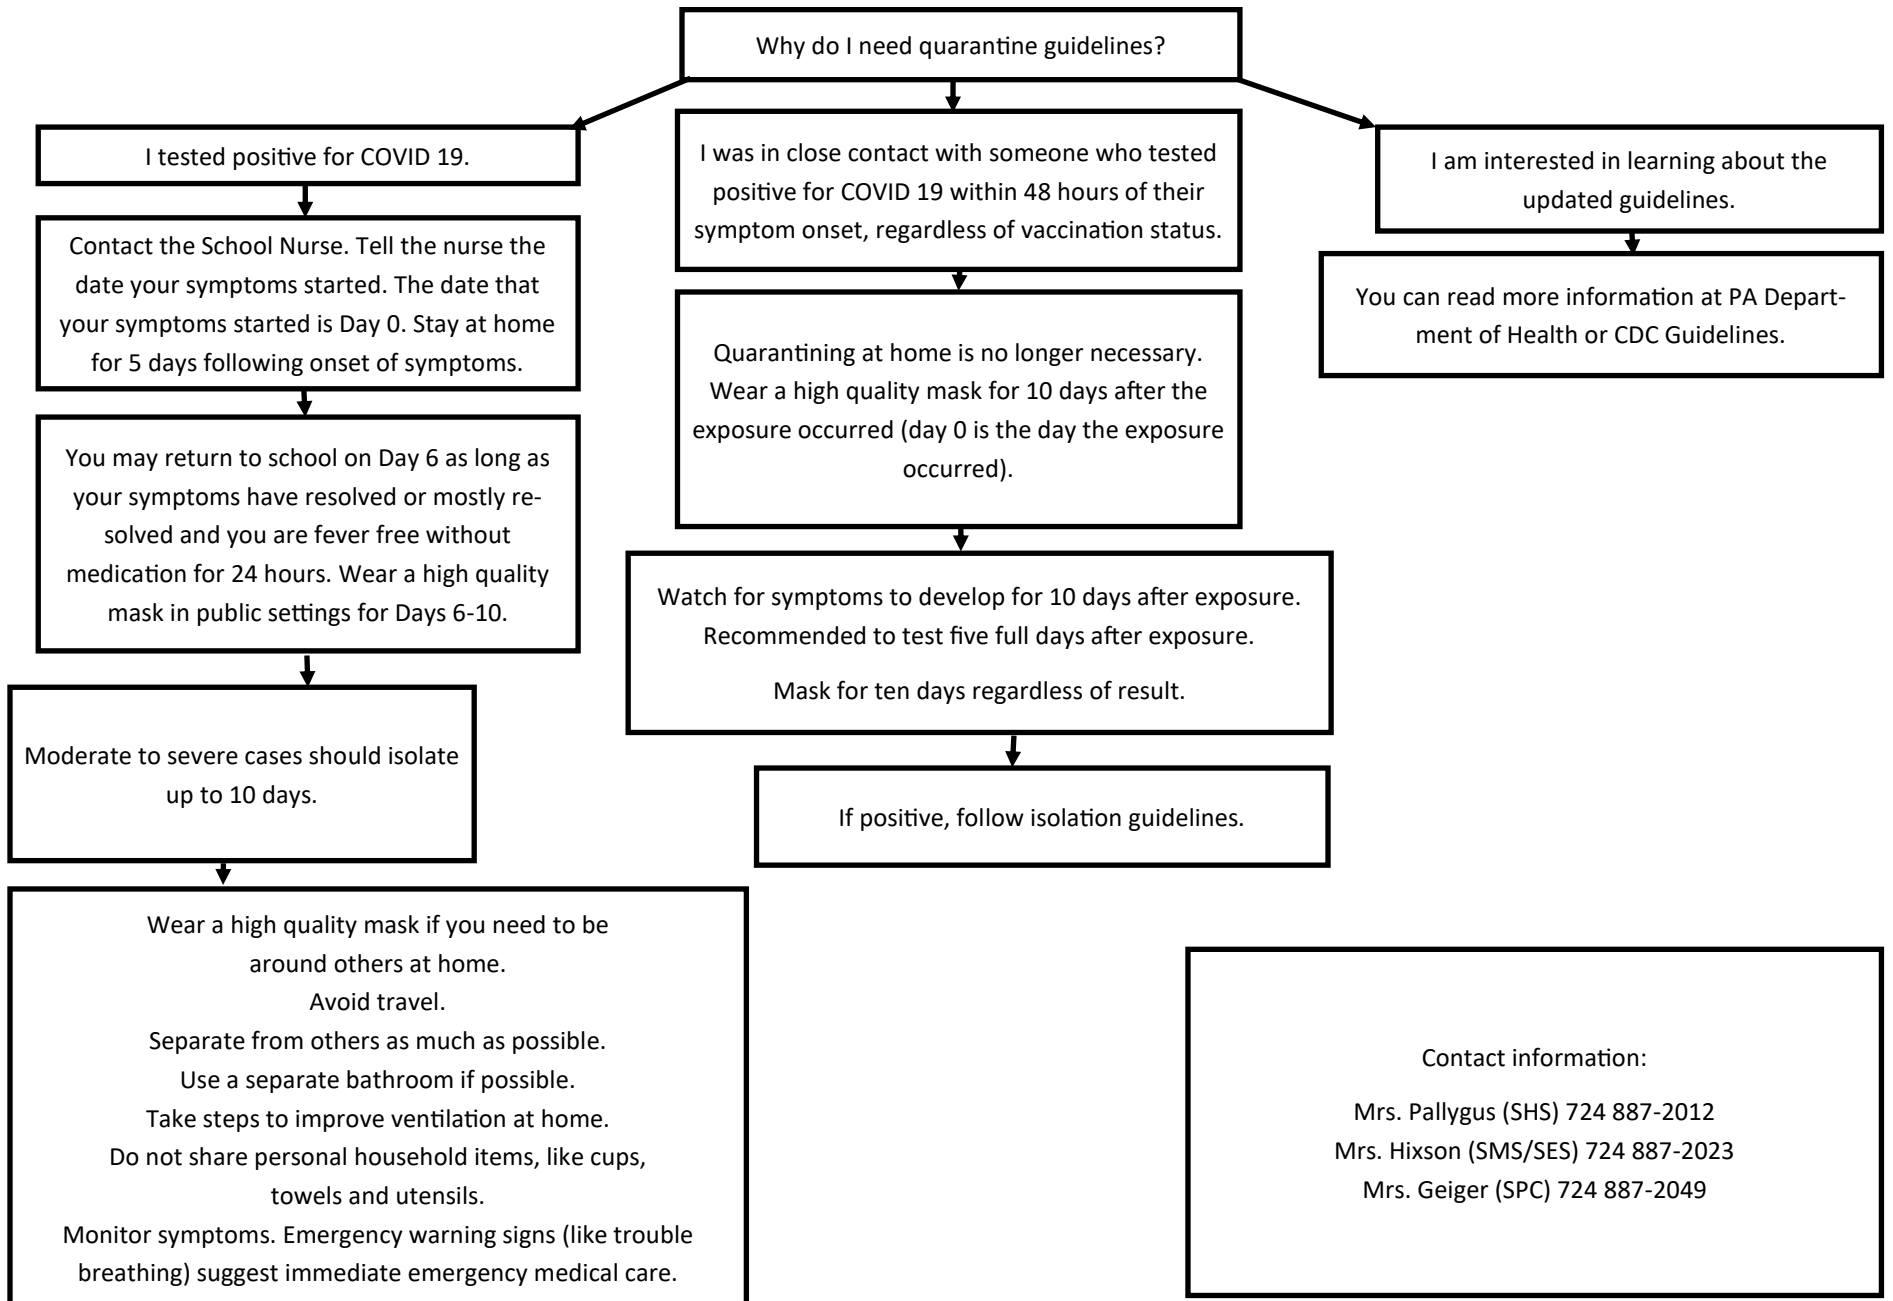 Why do I need quarantine guidelines?
I tested positive for COVID 19.
Contact the School Nurse. Tell the nurse the
date your symptoms started. The date that
your symptoms started is Day 0. Stay at home
for 5 days following onset of symptoms.
You may return to school on Day 6 as long as
your symptoms have resolved or mostly re-
solved and you are fever free without
medication for 24 hours. Wear a high quality
mask in public settings for Days 6-10.
Moderate to severe cases should isolate
up to 10 days.
Wear a high quality mask if you need to be
around others at home.
Avoid travel.
Separate from others as much as possible.
Use a separate bathroom if possible.
Take steps to improve ventilation at home.
Do not share personal household items, like cups,
towels and utensils.
Monitor symptoms. Emergency warning signs (like trouble
breathing) suggest immediate emergency medical care.
I was in close contact with someone who tested
positive for COVID 19 within 48 hours of their
symptom onset, regardless of vaccination status.
Quarantining at home is no longer necessary.
Wear a high quality mask for 10 days after the
exposure occurred (day 0 is the day the exposure
occurred).
Watch for symptoms to develop for 10 days after exposure.
Recommended to test five full days after exposure.
Mask for ten days regardless of result.
If positive, follow isolation guidelines.
I am interested in learning about the
updated guidelines.
You can read more information at PA Depart-
ment of Health or CDC Guidelines.
Contact information:
Mrs. Pallygus (SHS) 724 887-2012
Mrs. Hixson (SMS/SES) 724 887-2023
Mrs. Geiger (SPC) 724 887-2049